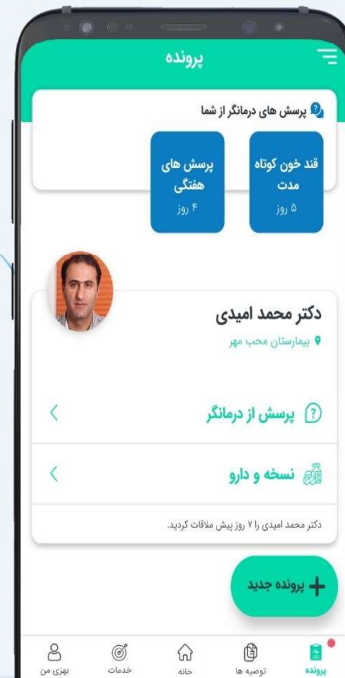 پرونده
پرسش های درمانگر از شما
قند خون کوتاه
مدت
۵ روز
پرسش های
هفتگی
۴ روز
دکتر محمد امیدی
بیمارستان محب مهر
پرسش از درمانگر
نسخه و دارو
دکتر محمد امیدی را ۷ روز پیش ملاقات کردید.
+ پرونده جدید
پرونده
توصیه ها
خانه
خدمات
بهزی من